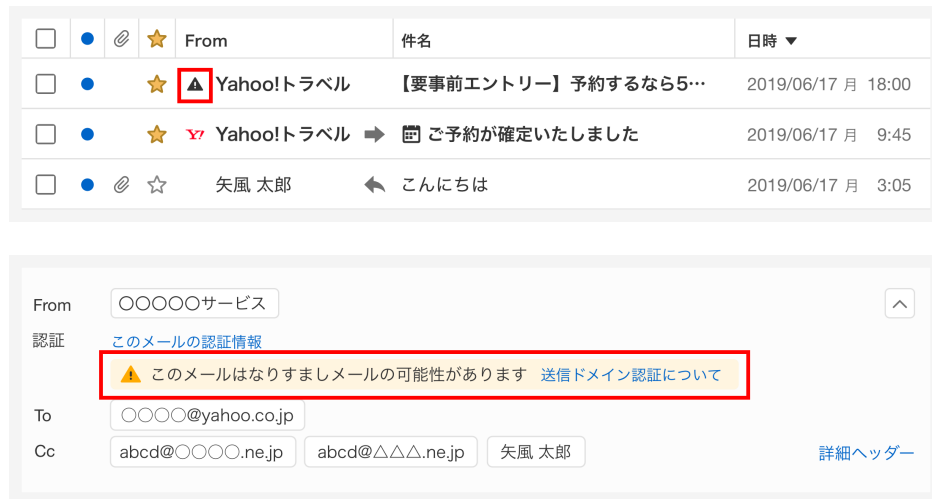 From 件名 日時 ▼
Yahoo!トラベル 【要事前エントリー】予約するなら5… 2019/06/17 月 18:00
Y! Yahoo!トラベル ご予約が確定いたしました 2019/06/17 月 9:45
矢風 太郎 こんにちは 2019/06/17 月 3:05
From 〇〇〇〇〇サービス
認証 このメールの認証情報
このメールはなりすましメールの可能性があります 送信ドメイン認証について
To 〇〇〇〇@yahoo.co.jp
Cc abcd@〇〇〇〇.ne.jp abcd@△△△.ne.jp 矢風 太郎 詳細ヘッダー